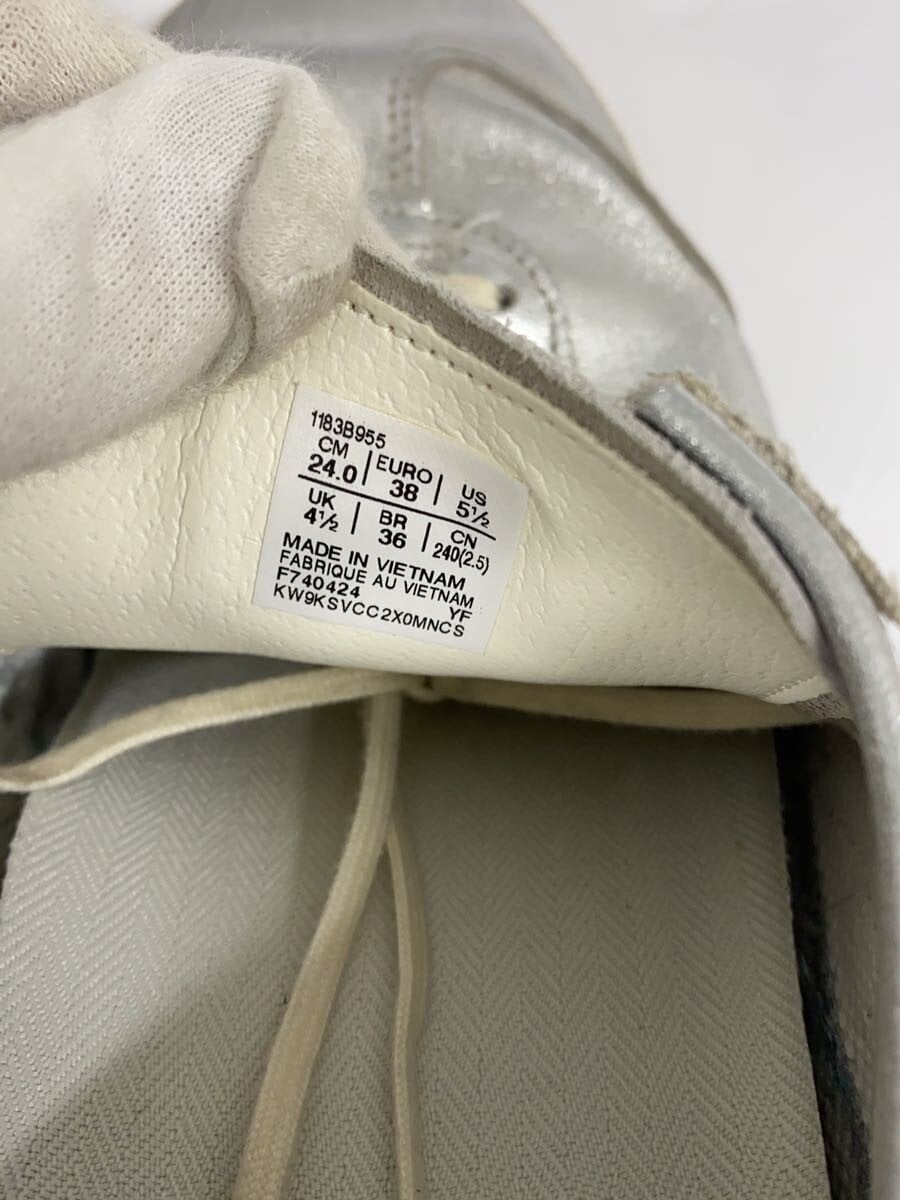 1183B955
CM | EURO | US
24.0 | 38 | 5½
UK | BR | CN
4½ | 36 | 240(2.5)
MADE IN VIETNAM
FABRIQUE AU VIETNAM
F740424 YF
KW9KSVCC2X0MNCS